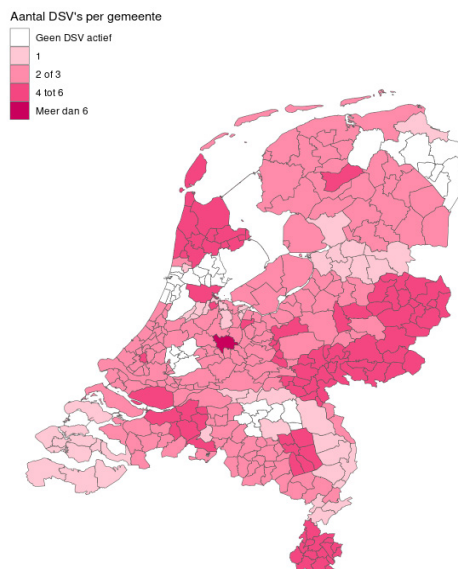 Aantal DSV's per gemeente
Geen DSV actief
1
2 of 3
4 tot 6
Meer dan 6